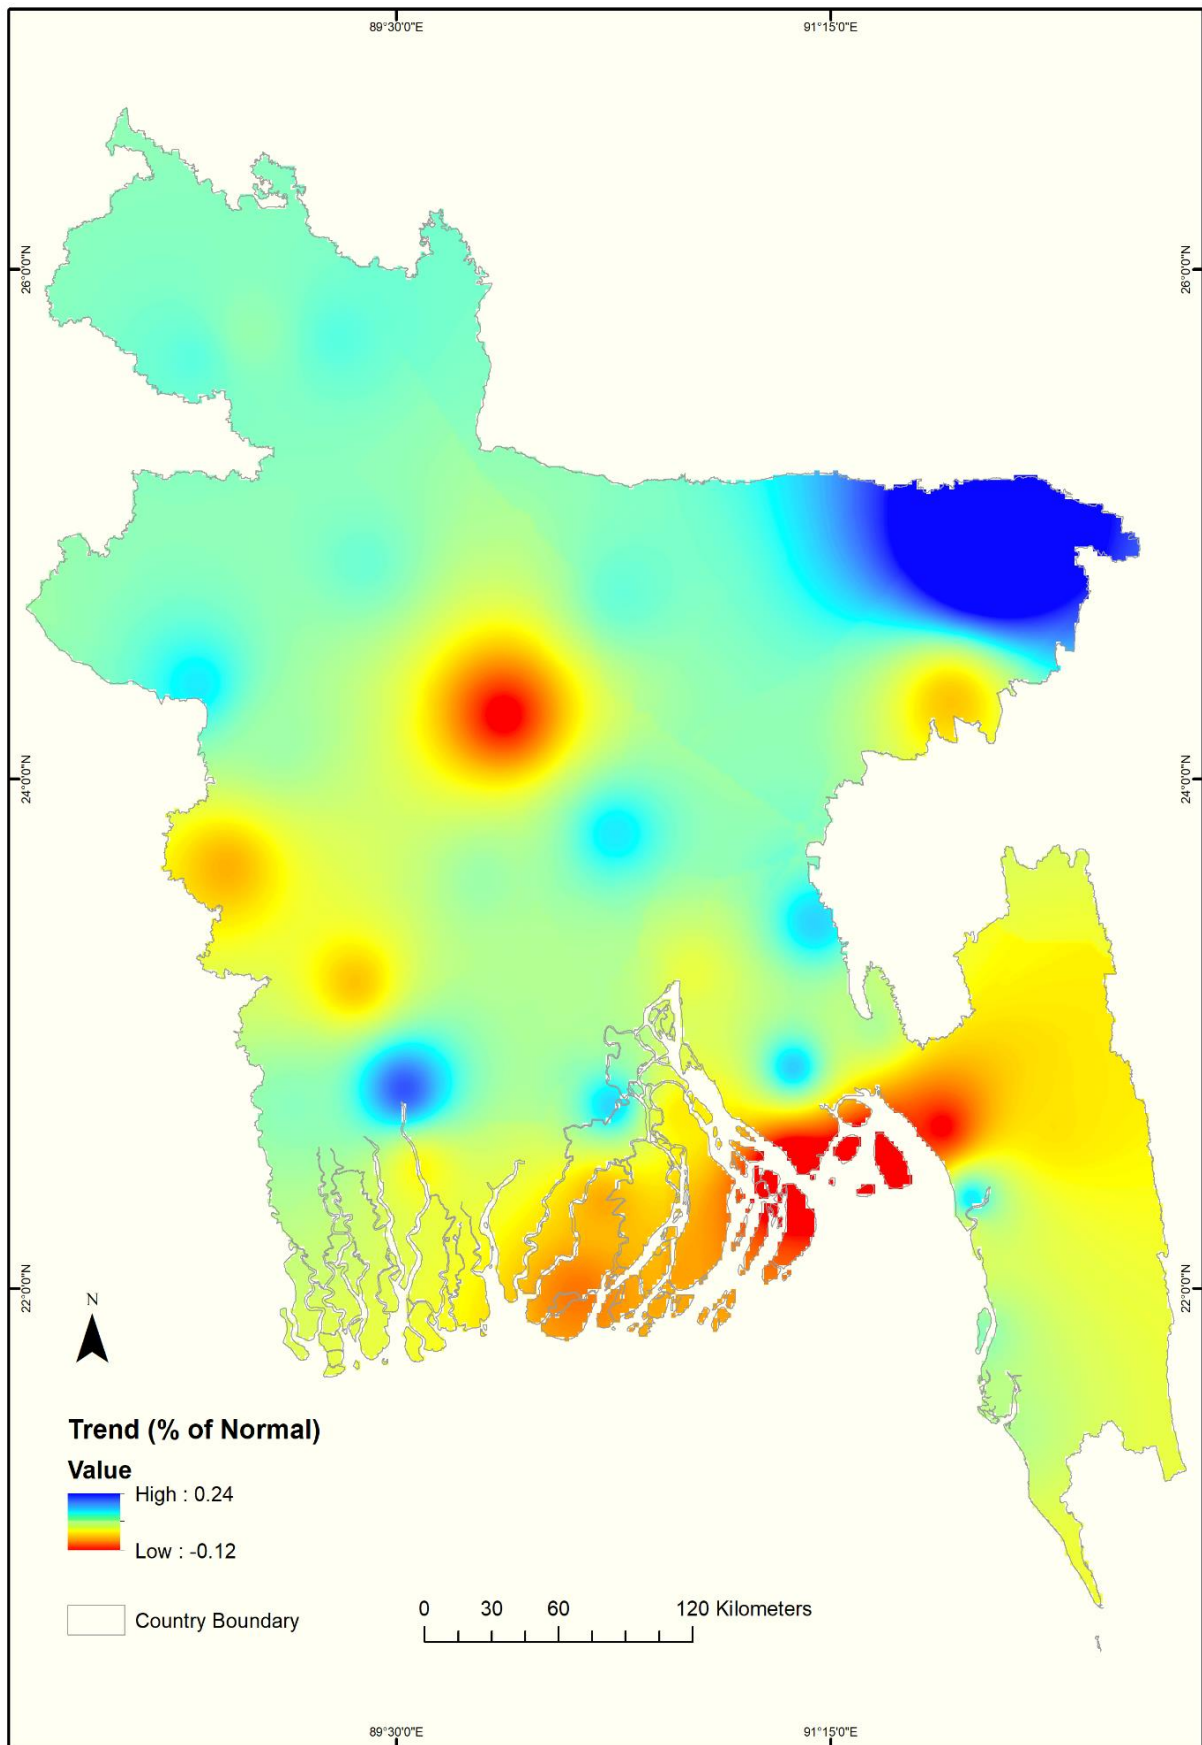 89°30'0"E
91°15'0"E
26°0'0"N
26°0'0"N
24°0'0"N
24°0'0"N
22°0'0"N
22°0'0"N
N
Trend (% of Normal)
Value
High : 0.24
Low : -0.12
Country Boundary
0 30 60 120 Kilometers
89°30'0"E
91°15'0"E